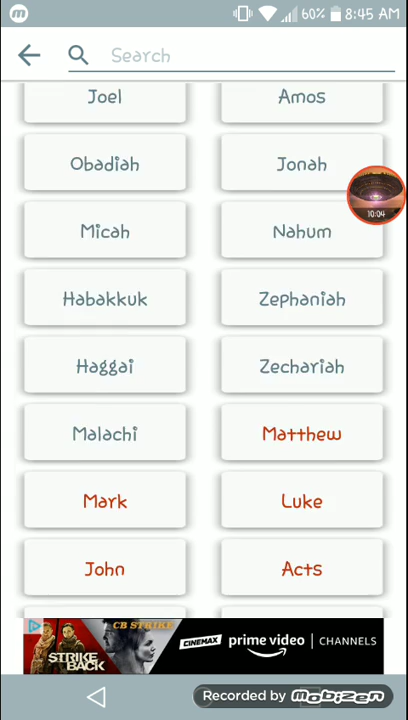 60% 8:45 AM
Search
Joel Amos
Obadiah Jonah
10:04
Micah Nahum
Habakkuk Zephaniah
Haggai Zechariah
Malachi Matthew
Mark Luke
John Acts
STRIKE BACK
CB STRIKE
CINEMAX prime video CHANNELS
Recorded by mobizen